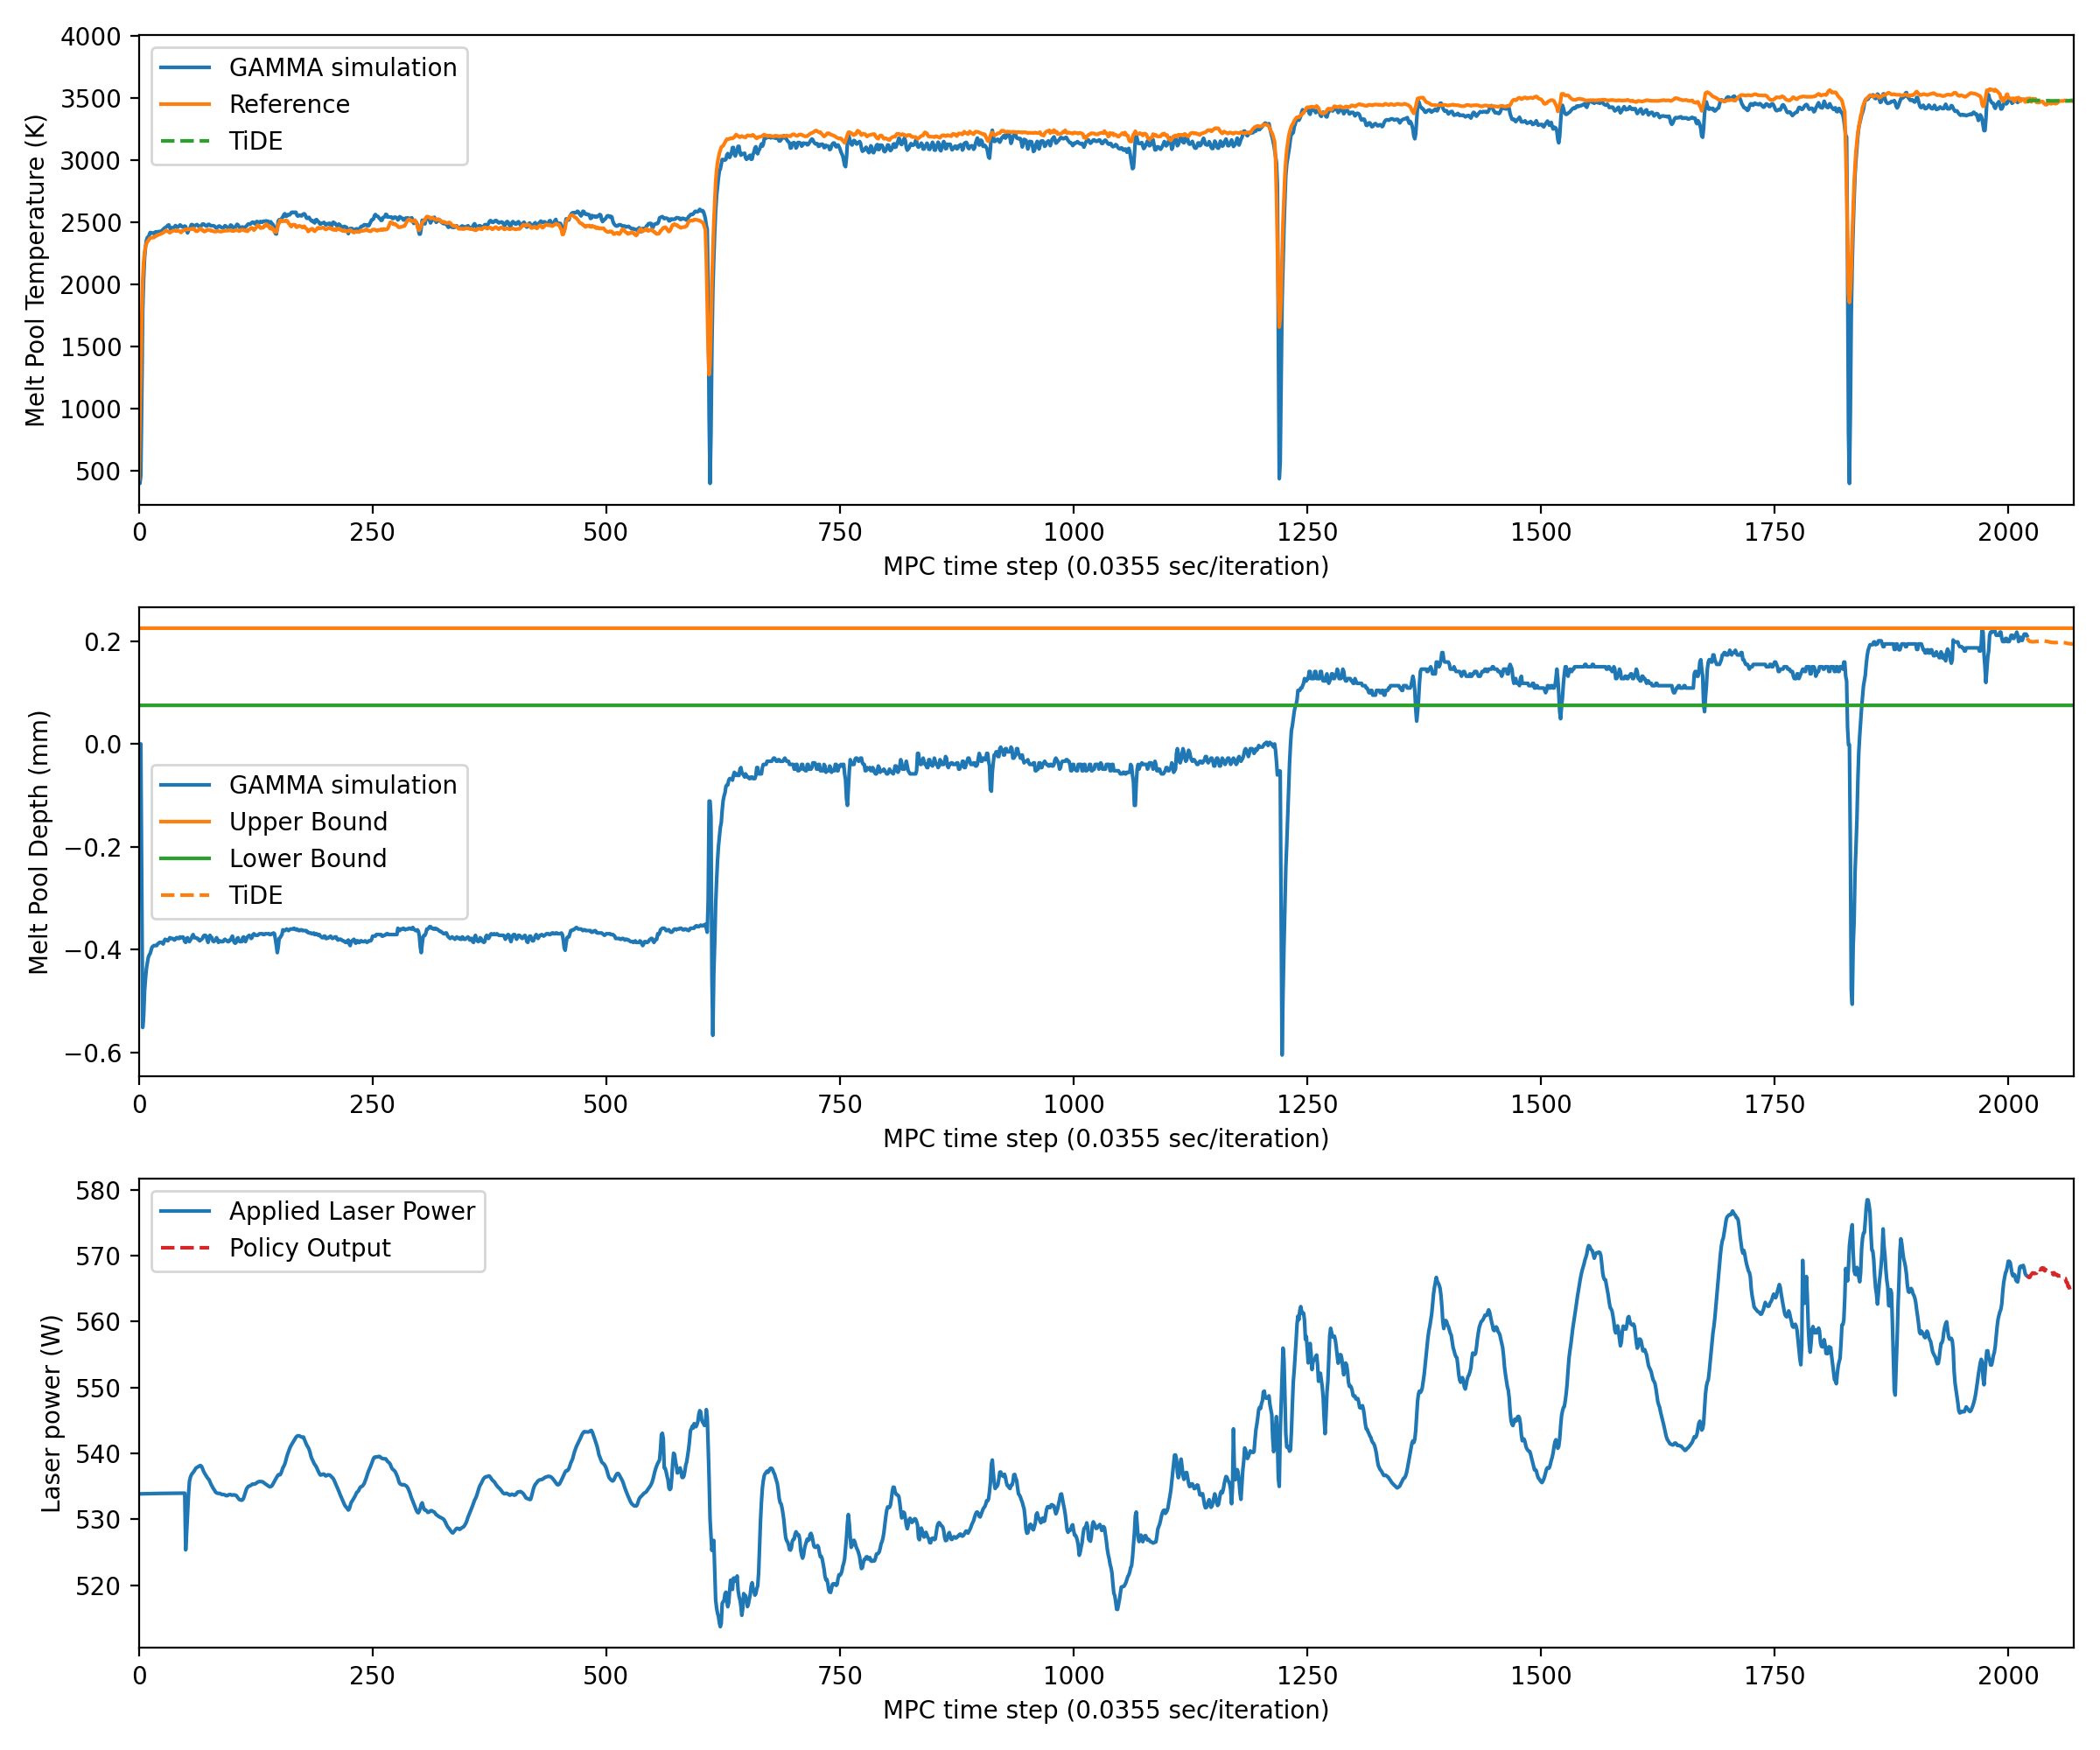 4000
3500
3000
2500
2000
1500
1000
500
Melt Pool Temperature (K)
GAMMA simulation
Reference
TiDE
0 250 500 750 1000 1250 1500 1750 2000
MPC time step (0.0355 sec/iteration)
0.2
0.0
−0.2
−0.4
−0.6
Melt Pool Depth (mm)
GAMMA simulation
Upper Bound
Lower Bound
TiDE
0 250 500 750 1000 1250 1500 1750 2000
MPC time step (0.0355 sec/iteration)
580
570
560
550
540
530
520
Laser power (W)
Applied Laser Power
Policy Output
0 250 500 750 1000 1250 1500 1750 2000
MPC time step (0.0355 sec/iteration)